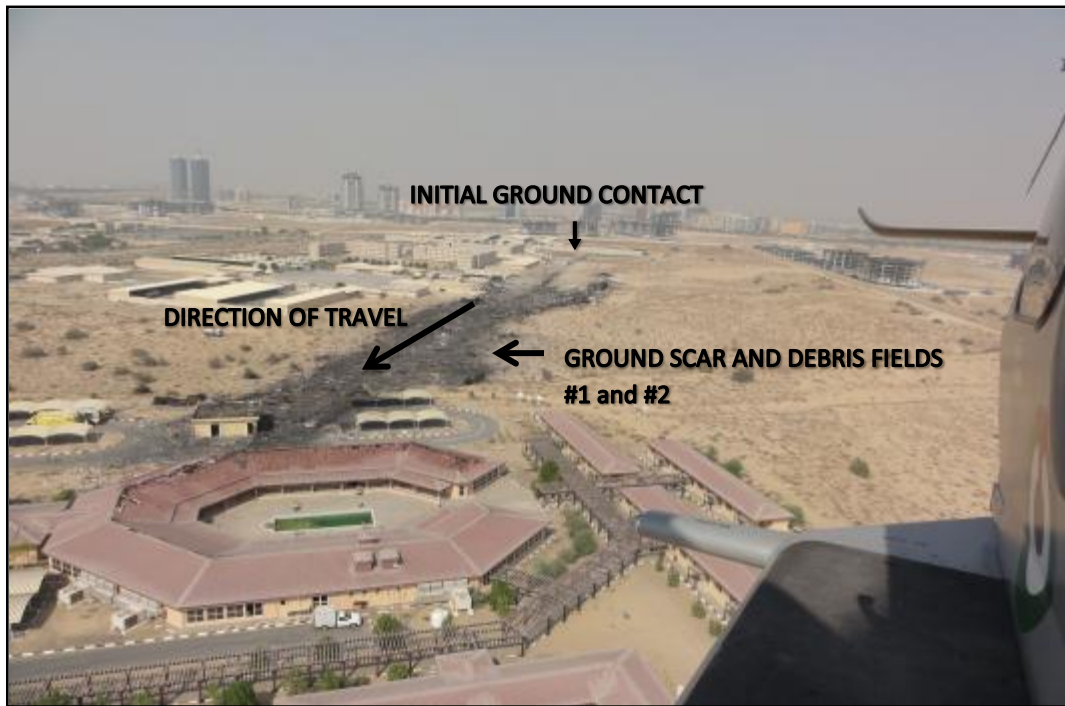 INITIAL GROUND CONTACT
DIRECTION OF TRAVEL
GROUND SCAR AND DEBRIS FIELDS
#1 and #2